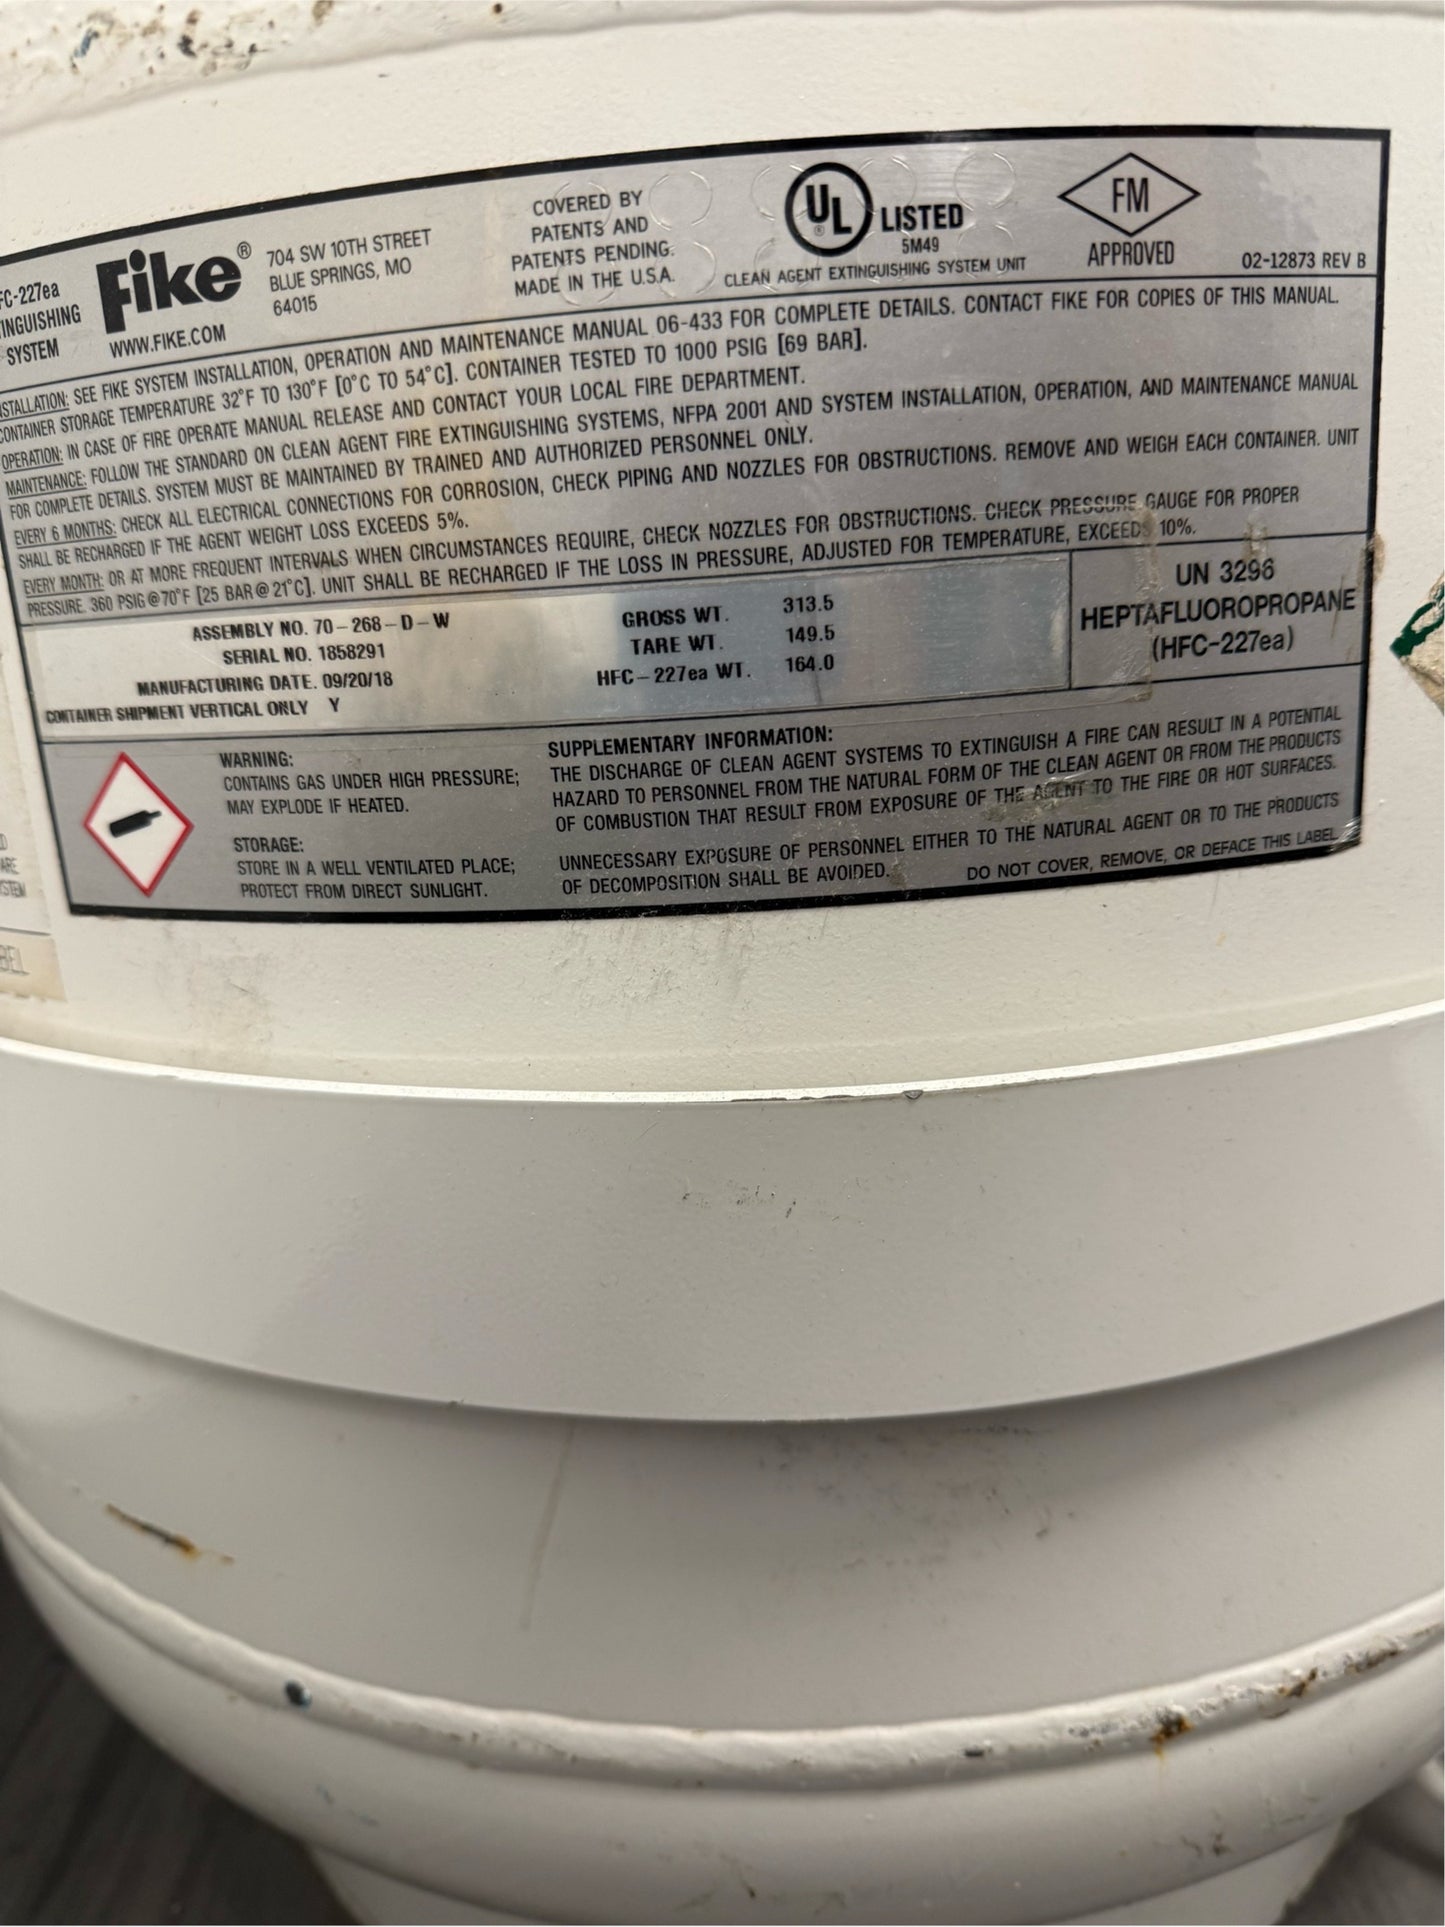 FC-227ea
TINGUISHING
SYSTEM
Fike®
WWW.FIKE.COM
704 SW 10TH STREET
BLUE SPRINGS, MO
64015
COVERED BY
PATENTS AND
PATENTS PENDING.
MADE IN THE U.S.A.
UL ® LISTED
5M49
CLEAN AGENT EXTINGUISHING SYSTEM UNIT
FM
APPROVED
02-12873 REV B
NSTALLATION: SEE FIKE SYSTEM INSTALLATION, OPERATION AND MAINTENANCE MANUAL 06-433 FOR COMPLETE DETAILS. CONTACT FIKE FOR COPIES OF THIS MANUAL.
CONTAINER STORAGE TEMPERATURE 32°F TO 130°F [0°C TO 54°C]. CONTAINER TESTED TO 1000 PSIG [69 BAR].
OPERATION: IN CASE OF FIRE OPERATE MANUAL RELEASE AND CONTACT YOUR LOCAL FIRE DEPARTMENT.
MAINTENANCE: FOLLOW THE STANDARD ON CLEAN AGENT FIRE EXTINGUISHING SYSTEMS, NFPA 2001 AND SYSTEM INSTALLATION, OPERATION, AND MAINTENANCE MANUAL
FOR COMPLETE DETAILS. SYSTEM MUST BE MAINTAINED BY TRAINED AND AUTHORIZED PERSONNEL ONLY.
EVERY 6 MONTHS: CHECK ALL ELECTRICAL CONNECTIONS FOR CORROSION, CHECK PIPING AND NOZZLES FOR OBSTRUCTIONS. REMOVE AND WEIGH EACH CONTAINER. UNIT
SHALL BE RECHARGED IF THE AGENT WEIGHT LOSS EXCEEDS 5%.
EVERY MONTH: OR AT MORE FREQUENT INTERVALS WHEN CIRCUMSTANCES REQUIRE, CHECK NOZZLES FOR OBSTRUCTIONS. CHECK PRESSURE GAUGE FOR PROPER
PRESSURE. 360 PSIG @ 70°F [25 BAR @ 21°C]. UNIT SHALL BE RECHARGED IF THE LOSS IN PRESSURE, ADJUSTED FOR TEMPERATURE, EXCEEDS 10%.
ASSEMBLY NO. 70-268-D-W
SERIAL NO. 1858291
MANUFACTURING DATE. 09/20/18
CONTAINER SHIPMENT VERTICAL ONLY Y
GROSS WT. 313.5
TARE WT. 149.5
HFC-227ea WT. 164.0
UN 3296
HEPTAFLUOROPROPANE
(HFC-227ea)
WARNING:
CONTAINS GAS UNDER HIGH PRESSURE;
MAY EXPLODE IF HEATED.
STORAGE:
STORE IN A WELL VENTILATED PLACE;
PROTECT FROM DIRECT SUNLIGHT.
SUPPLEMENTARY INFORMATION:
THE DISCHARGE OF CLEAN AGENT SYSTEMS TO EXTINGUISH A FIRE CAN RESULT IN A POTENTIAL
HAZARD TO PERSONNEL FROM THE NATURAL FORM OF THE CLEAN AGENT OR FROM THE PRODUCTS
OF COMBUSTION THAT RESULT FROM EXPOSURE OF THE AGENT TO THE FIRE OR HOT SURFACES.
UNNECESSARY EXPOSURE OF PERSONNEL EITHER TO THE NATURAL AGENT OR TO THE PRODUCTS
OF DECOMPOSITION SHALL BE AVOIDED.
DO NOT COVER, REMOVE, OR DEFACE THIS LABEL